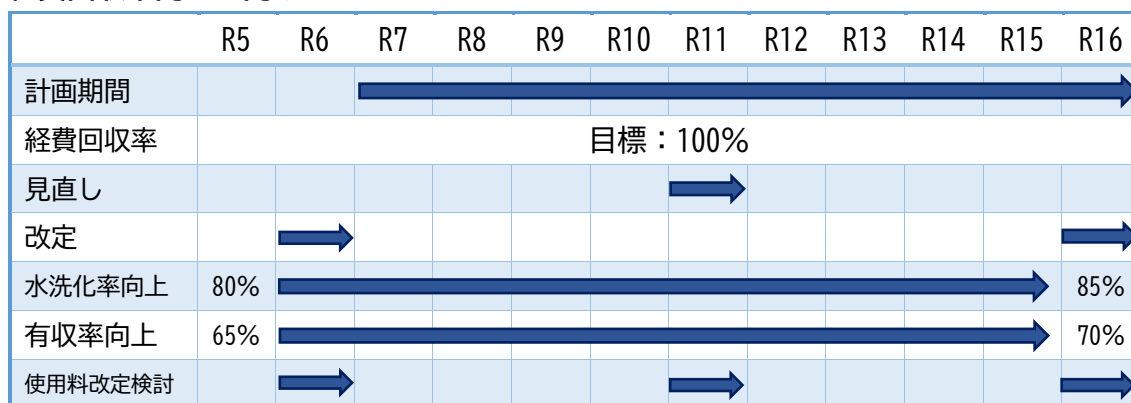 R5 R6 R7 R8 R9 R10 R11 R12 R13 R14 R15 R16
計画期間
経費回収率 目標：100%
見直し
改定
水洗化率向上 80% 85%
有収率向上 65% 70%
使用料改定検討